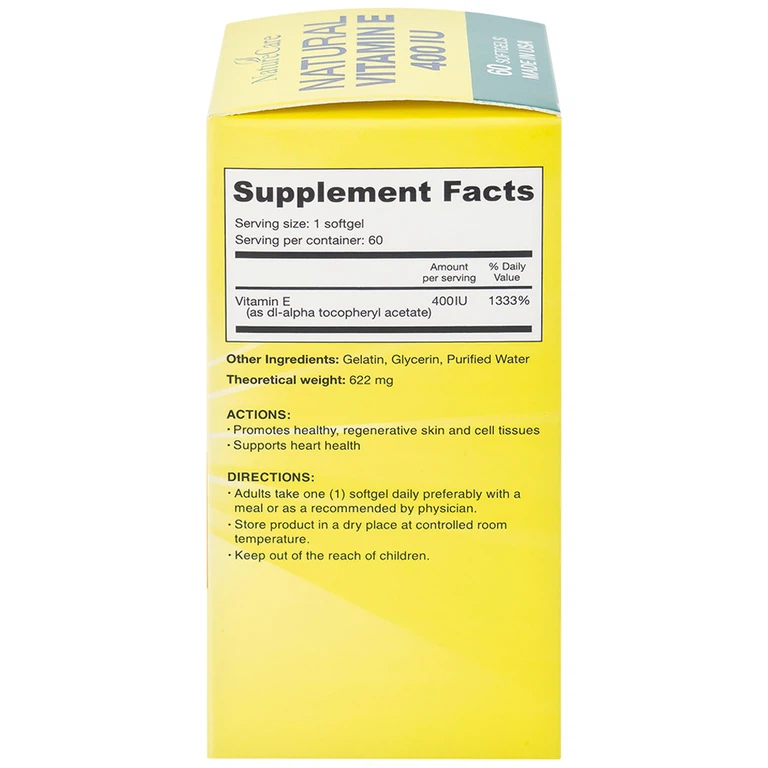 NatureCare
NATURAL
VITAMIN E
400 IU
60 SOFTGELS
MADE IN USA
Supplement Facts
Serving size: 1 softgel
Serving per container: 60
Amount per serving
% Daily Value
Vitamin E 400IU 1333%
(as dl-alpha tocopheryl acetate)
Other Ingredients: Gelatin, Glycerin, Purified Water
Theoretical weight: 622 mg
ACTIONS:
· Promotes healthy, regenerative skin and cell tissues
· Supports heart health
DIRECTIONS:
· Adults take one (1) softgel daily preferably with a
meal or as a recommended by physician.
· Store product in a dry place at controlled room
temperature.
· Keep out of the reach of children.